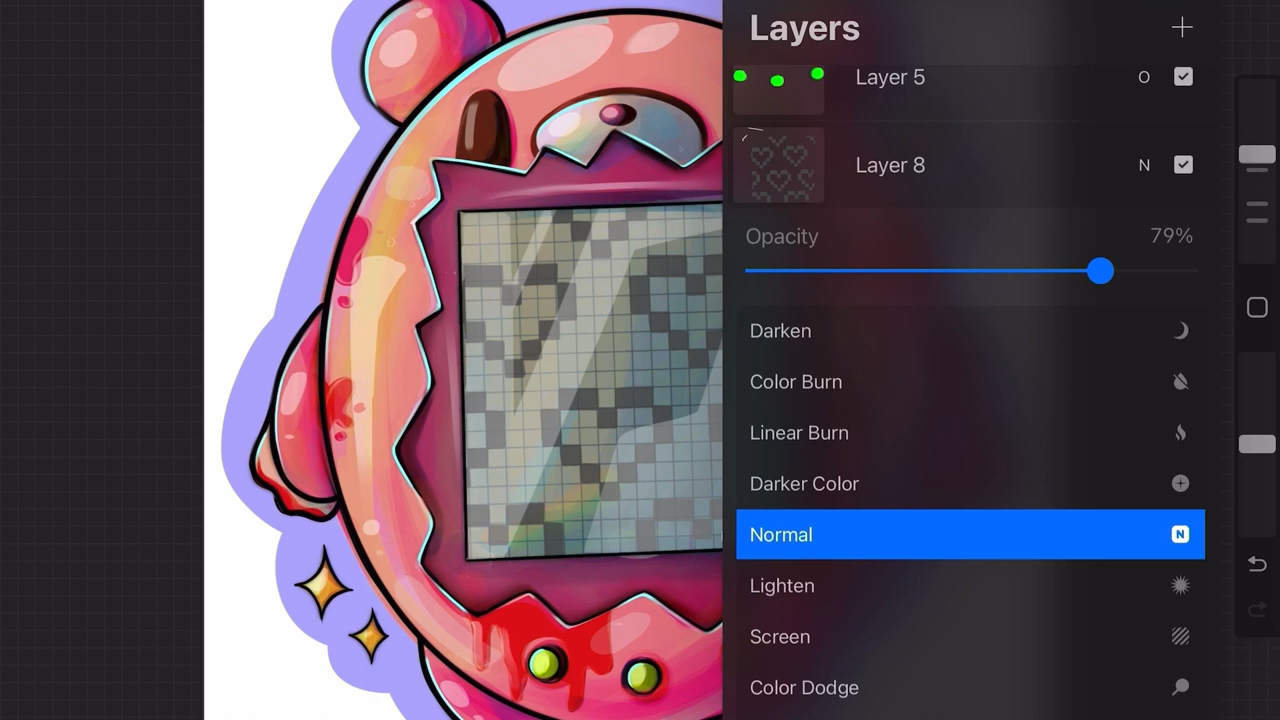 Layers
Layer 5 O
Layer 8 N
Opacity 79%
Darken
Color Burn
Linear Burn
Darker Color
Normal N
Lighten
Screen
Color Dodge